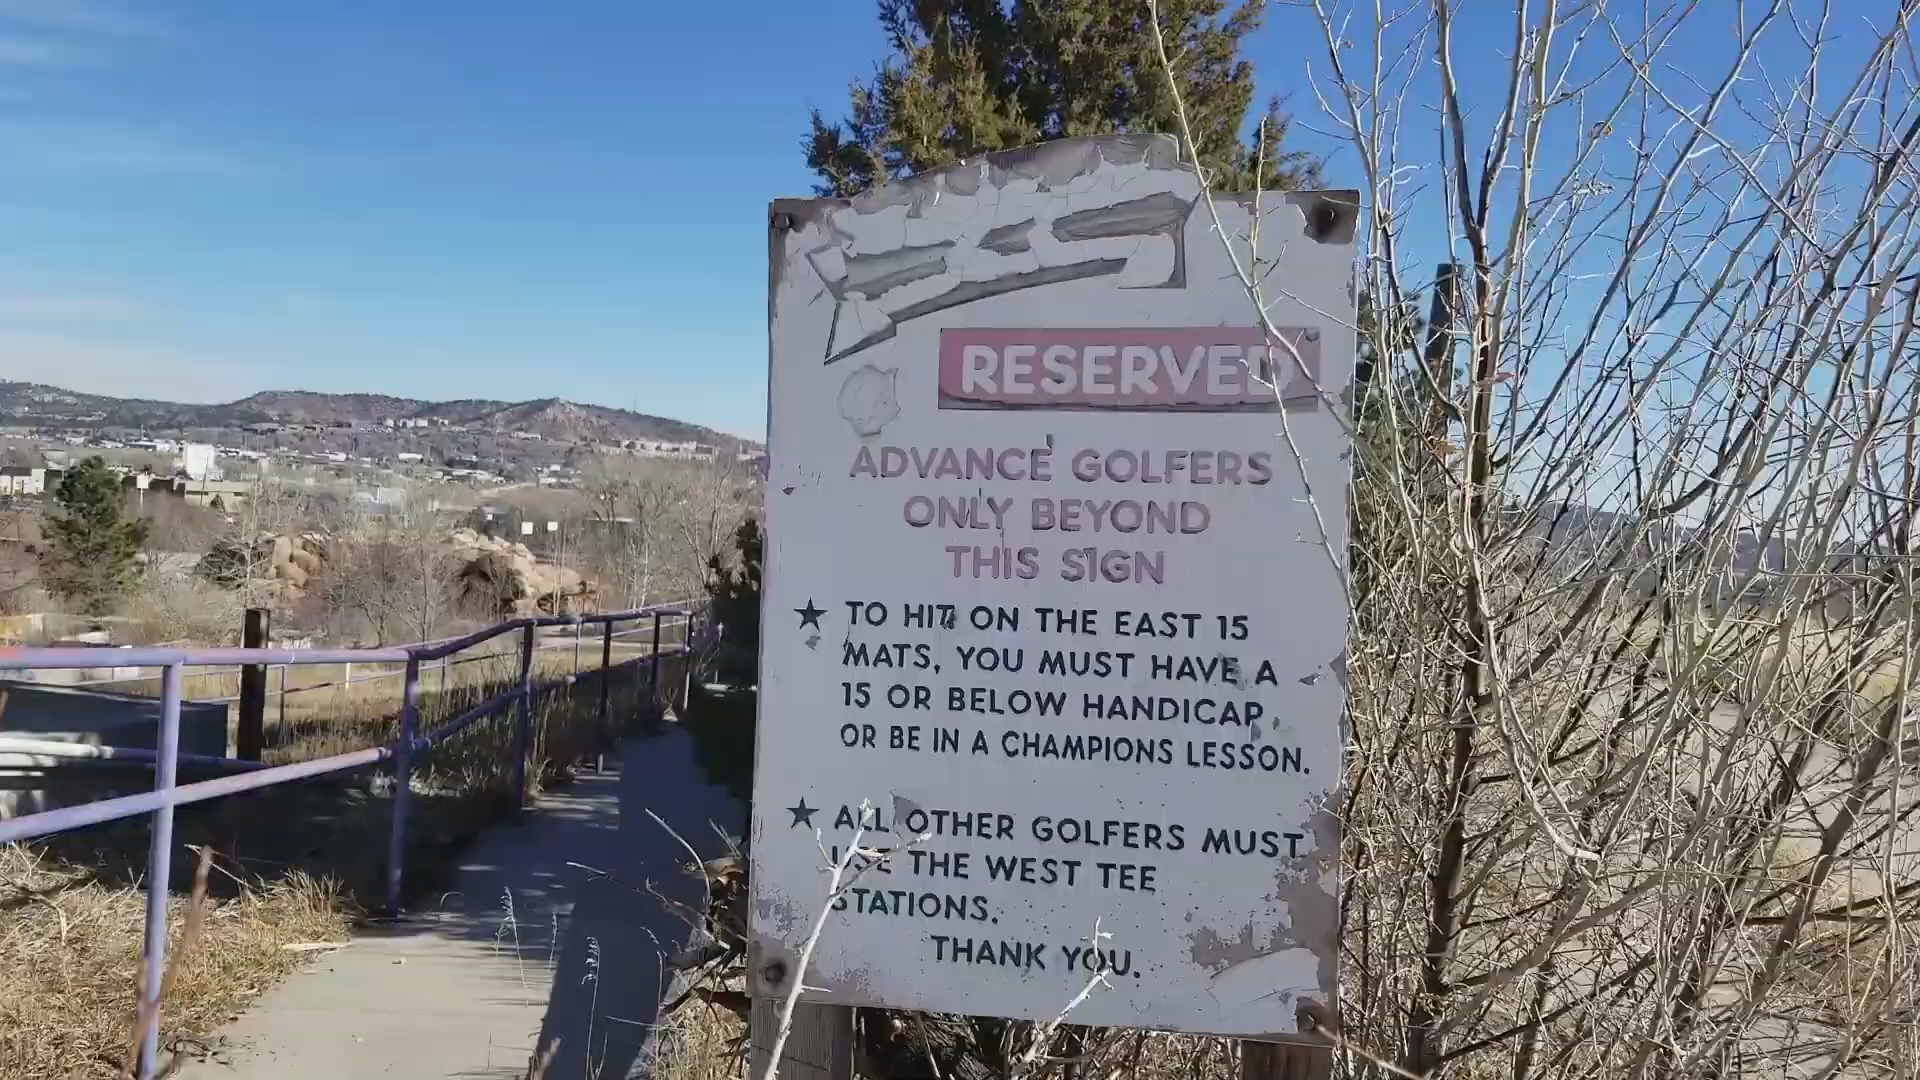 RESERVED
ADVANCE GOLFERS
ONLY BEYOND
THIS SIGN
★ TO HIT ON THE EAST 15
MATS, YOU MUST HAVE A
15 OR BELOW HANDICAP,
OR BE IN A CHAMPIONS LESSON.
★ ALL OTHER GOLFERS MUST
USE THE WEST TEE
STATIONS.
THANK YOU.